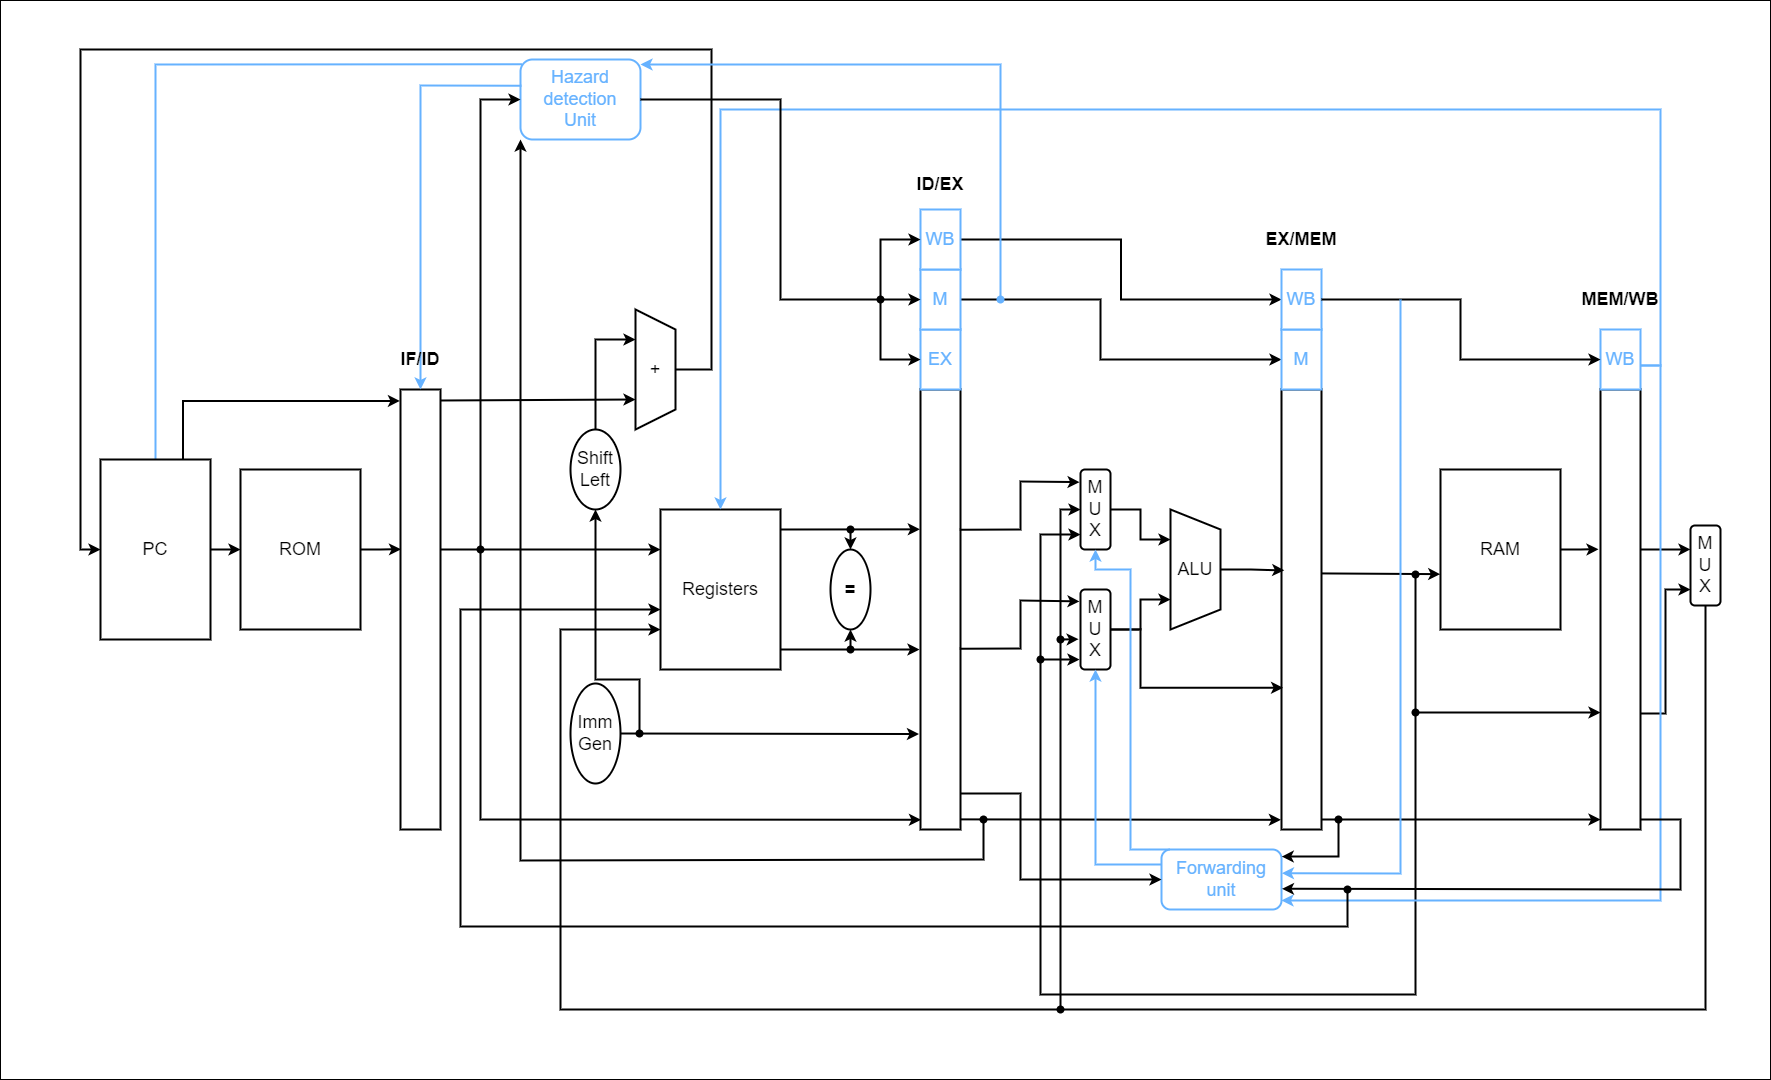 Hazard
detection
Unit
ID/EX
WB
EX/MEM
M
WB
MEM/WB
IF/ID
EX
M
WB
+
Shift
Left
M
U
X
PC
ROM
Registers
=
ALU
RAM
M
U
X
M
U
X
Imm
Gen
Forwarding
unit